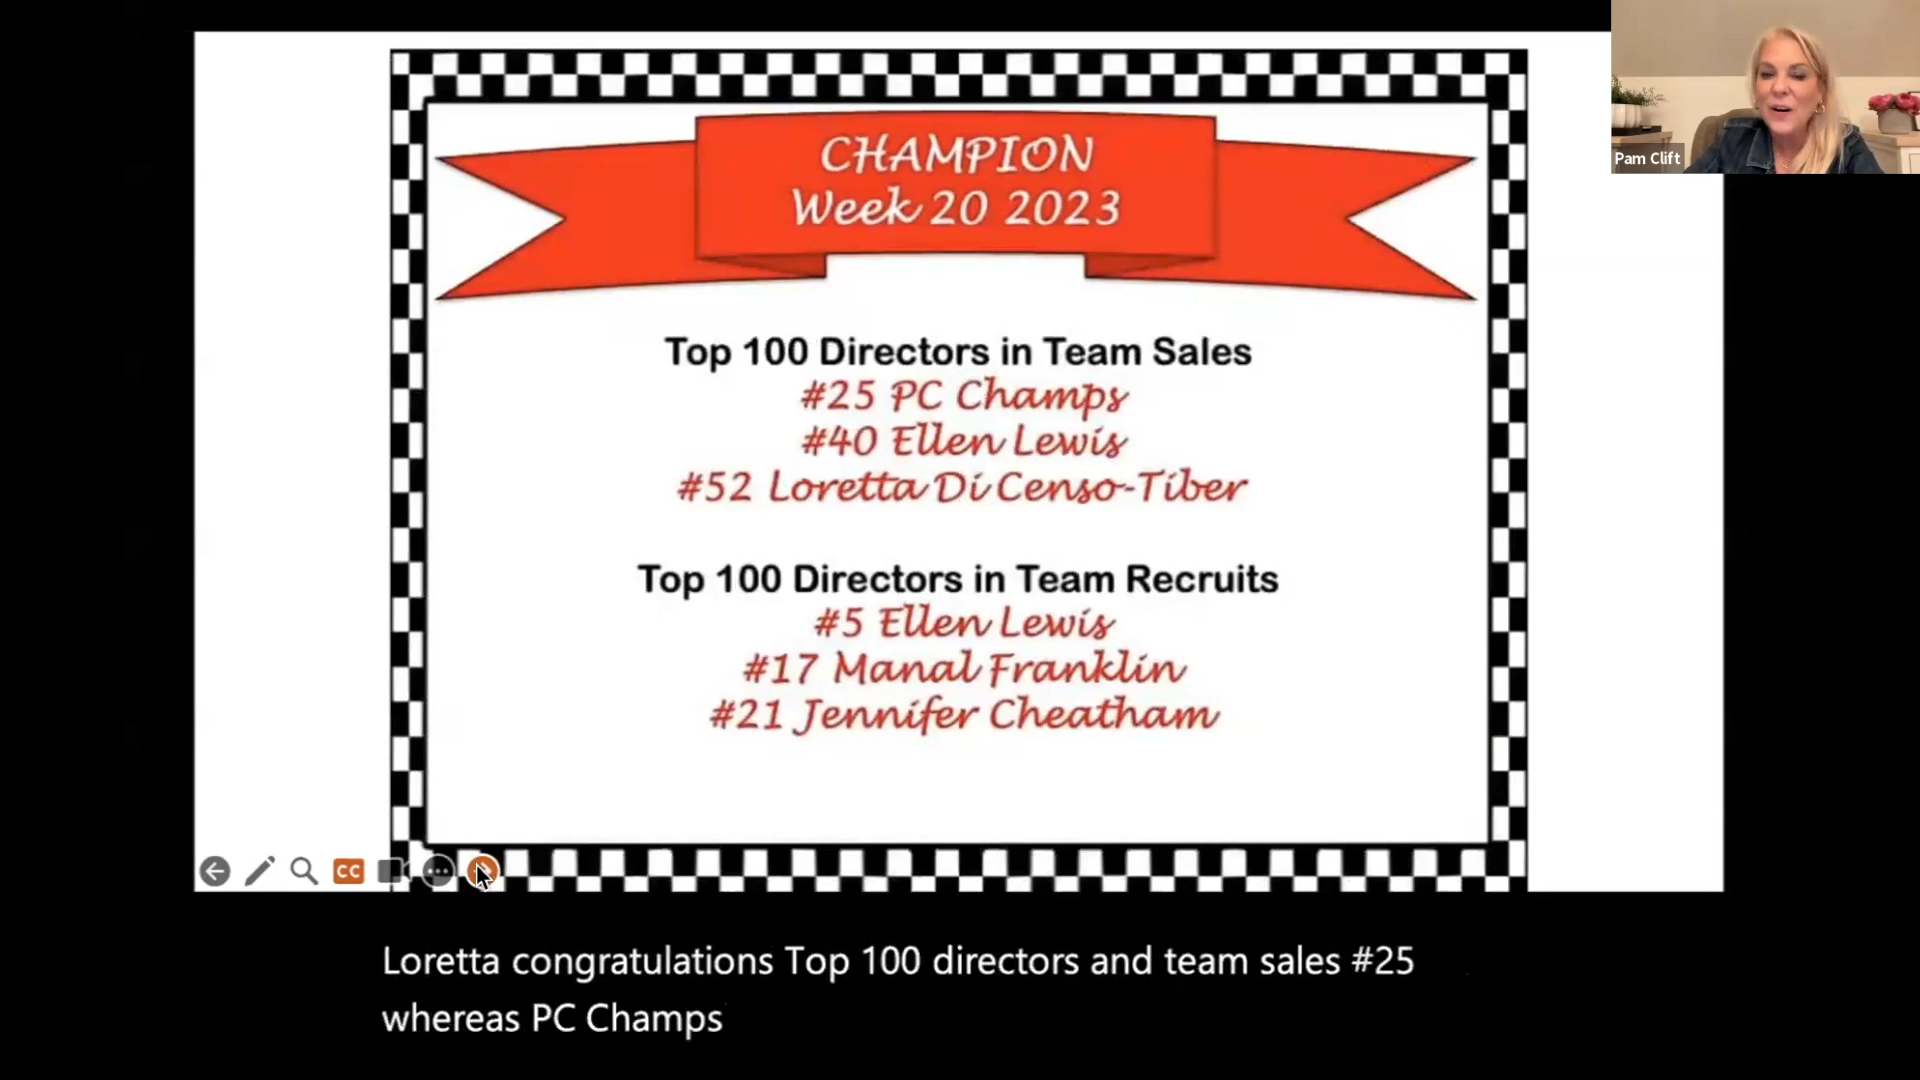 CHAMPION
Week 20 2023
Pam Clift
Top 100 Directors in Team Sales
#25 PC Champs
#40 Ellen Lewis
#52 Loretta Di Censo-Tiber
Top 100 Directors in Team Recruits
#5 Ellen Lewis
#17 Manal Franklin
#21 Jennifer Cheatham
CC
Loretta congratulations Top 100 directors and team sales #25
whereas PC Champs